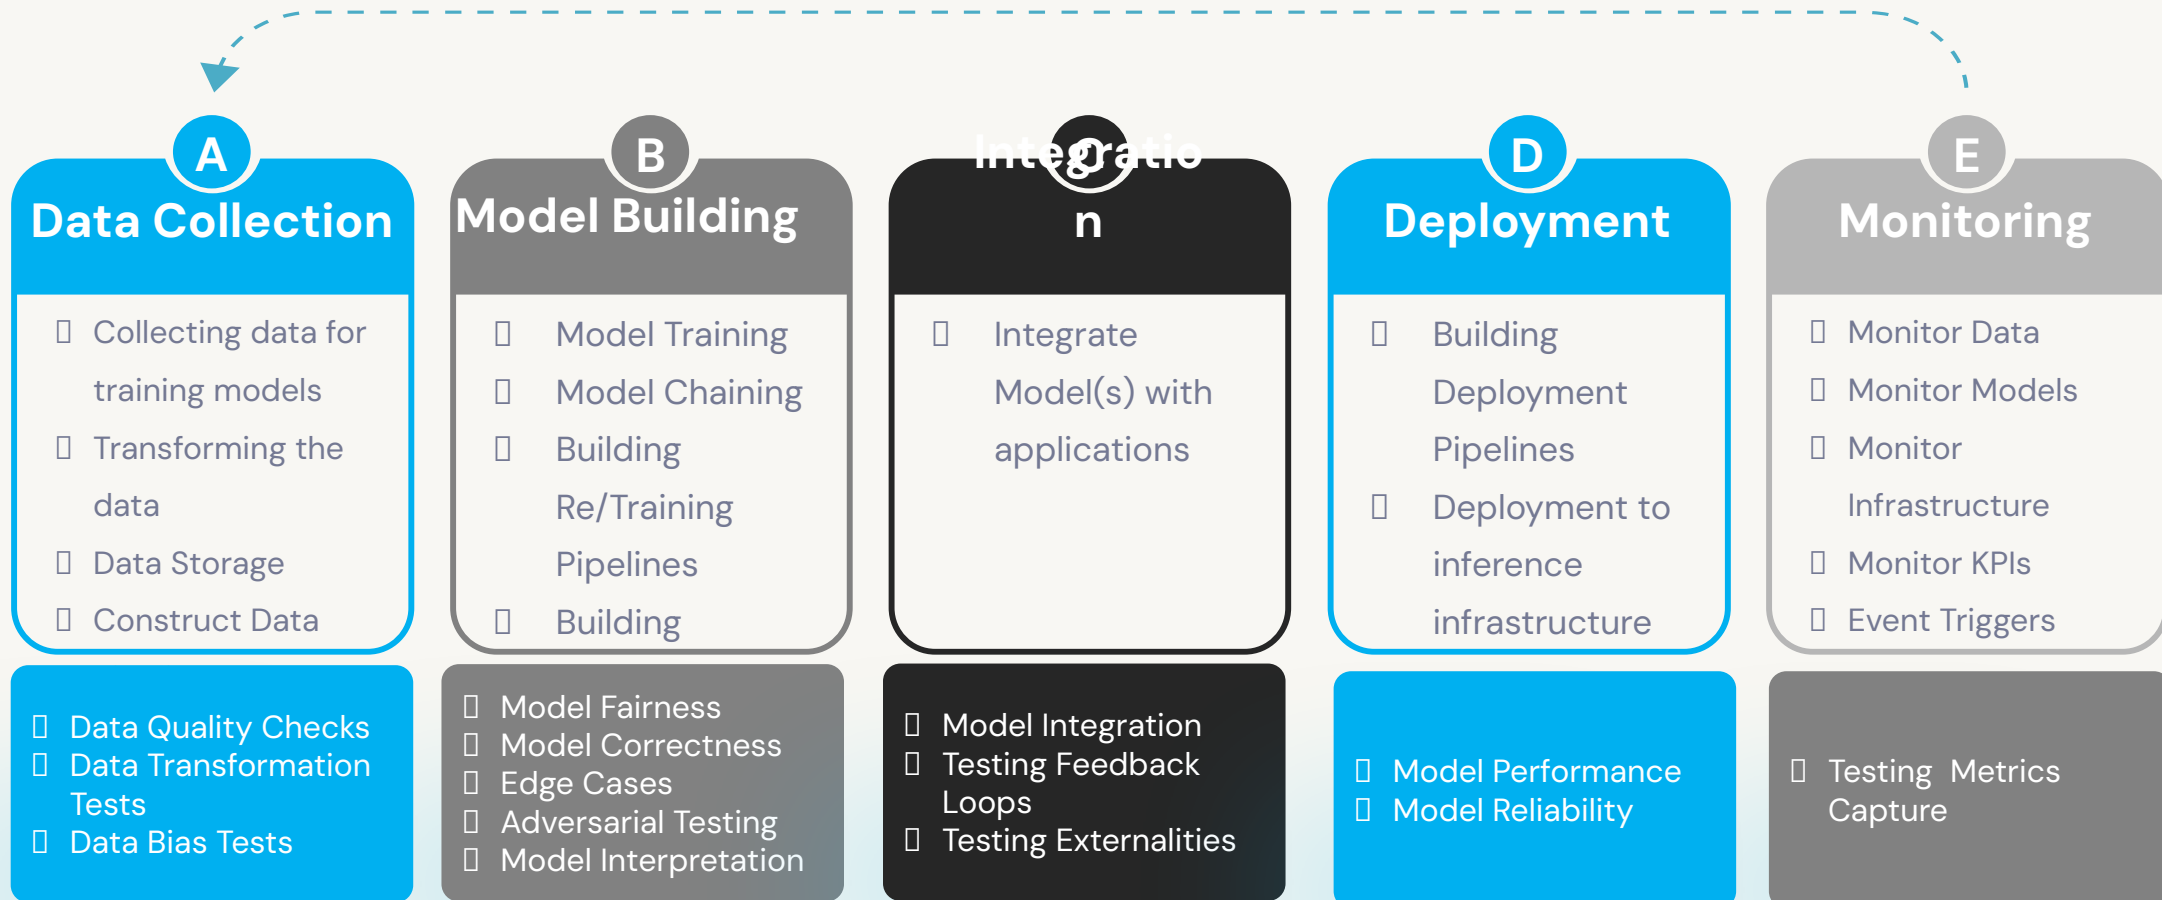 A
Data Collection
Collecting data for
training models
Transforming the
data
Data Storage
Construct Data
Data Quality Checks
Data Transformation
Tests
Data Bias Tests
B
Model Building
Model Training
Model Chaining
Building
Re/Training
Pipelines
Building
Model Fairness
Model Correctness
Edge Cases
Adversarial Testing
Model Interpretation
Integratio
n
Integrate
Model(s) with
applications
Model Integration
Testing Feedback
Loops
Testing Externalities
D
Deployment
Building
Deployment
Pipelines
Deployment to
inference
infrastructure
Model Performance
Model Reliability
E
Monitoring
Monitor Data
Monitor Models
Monitor
Infrastructure
Monitor KPIs
Event Triggers
Testing  Metrics
Capture